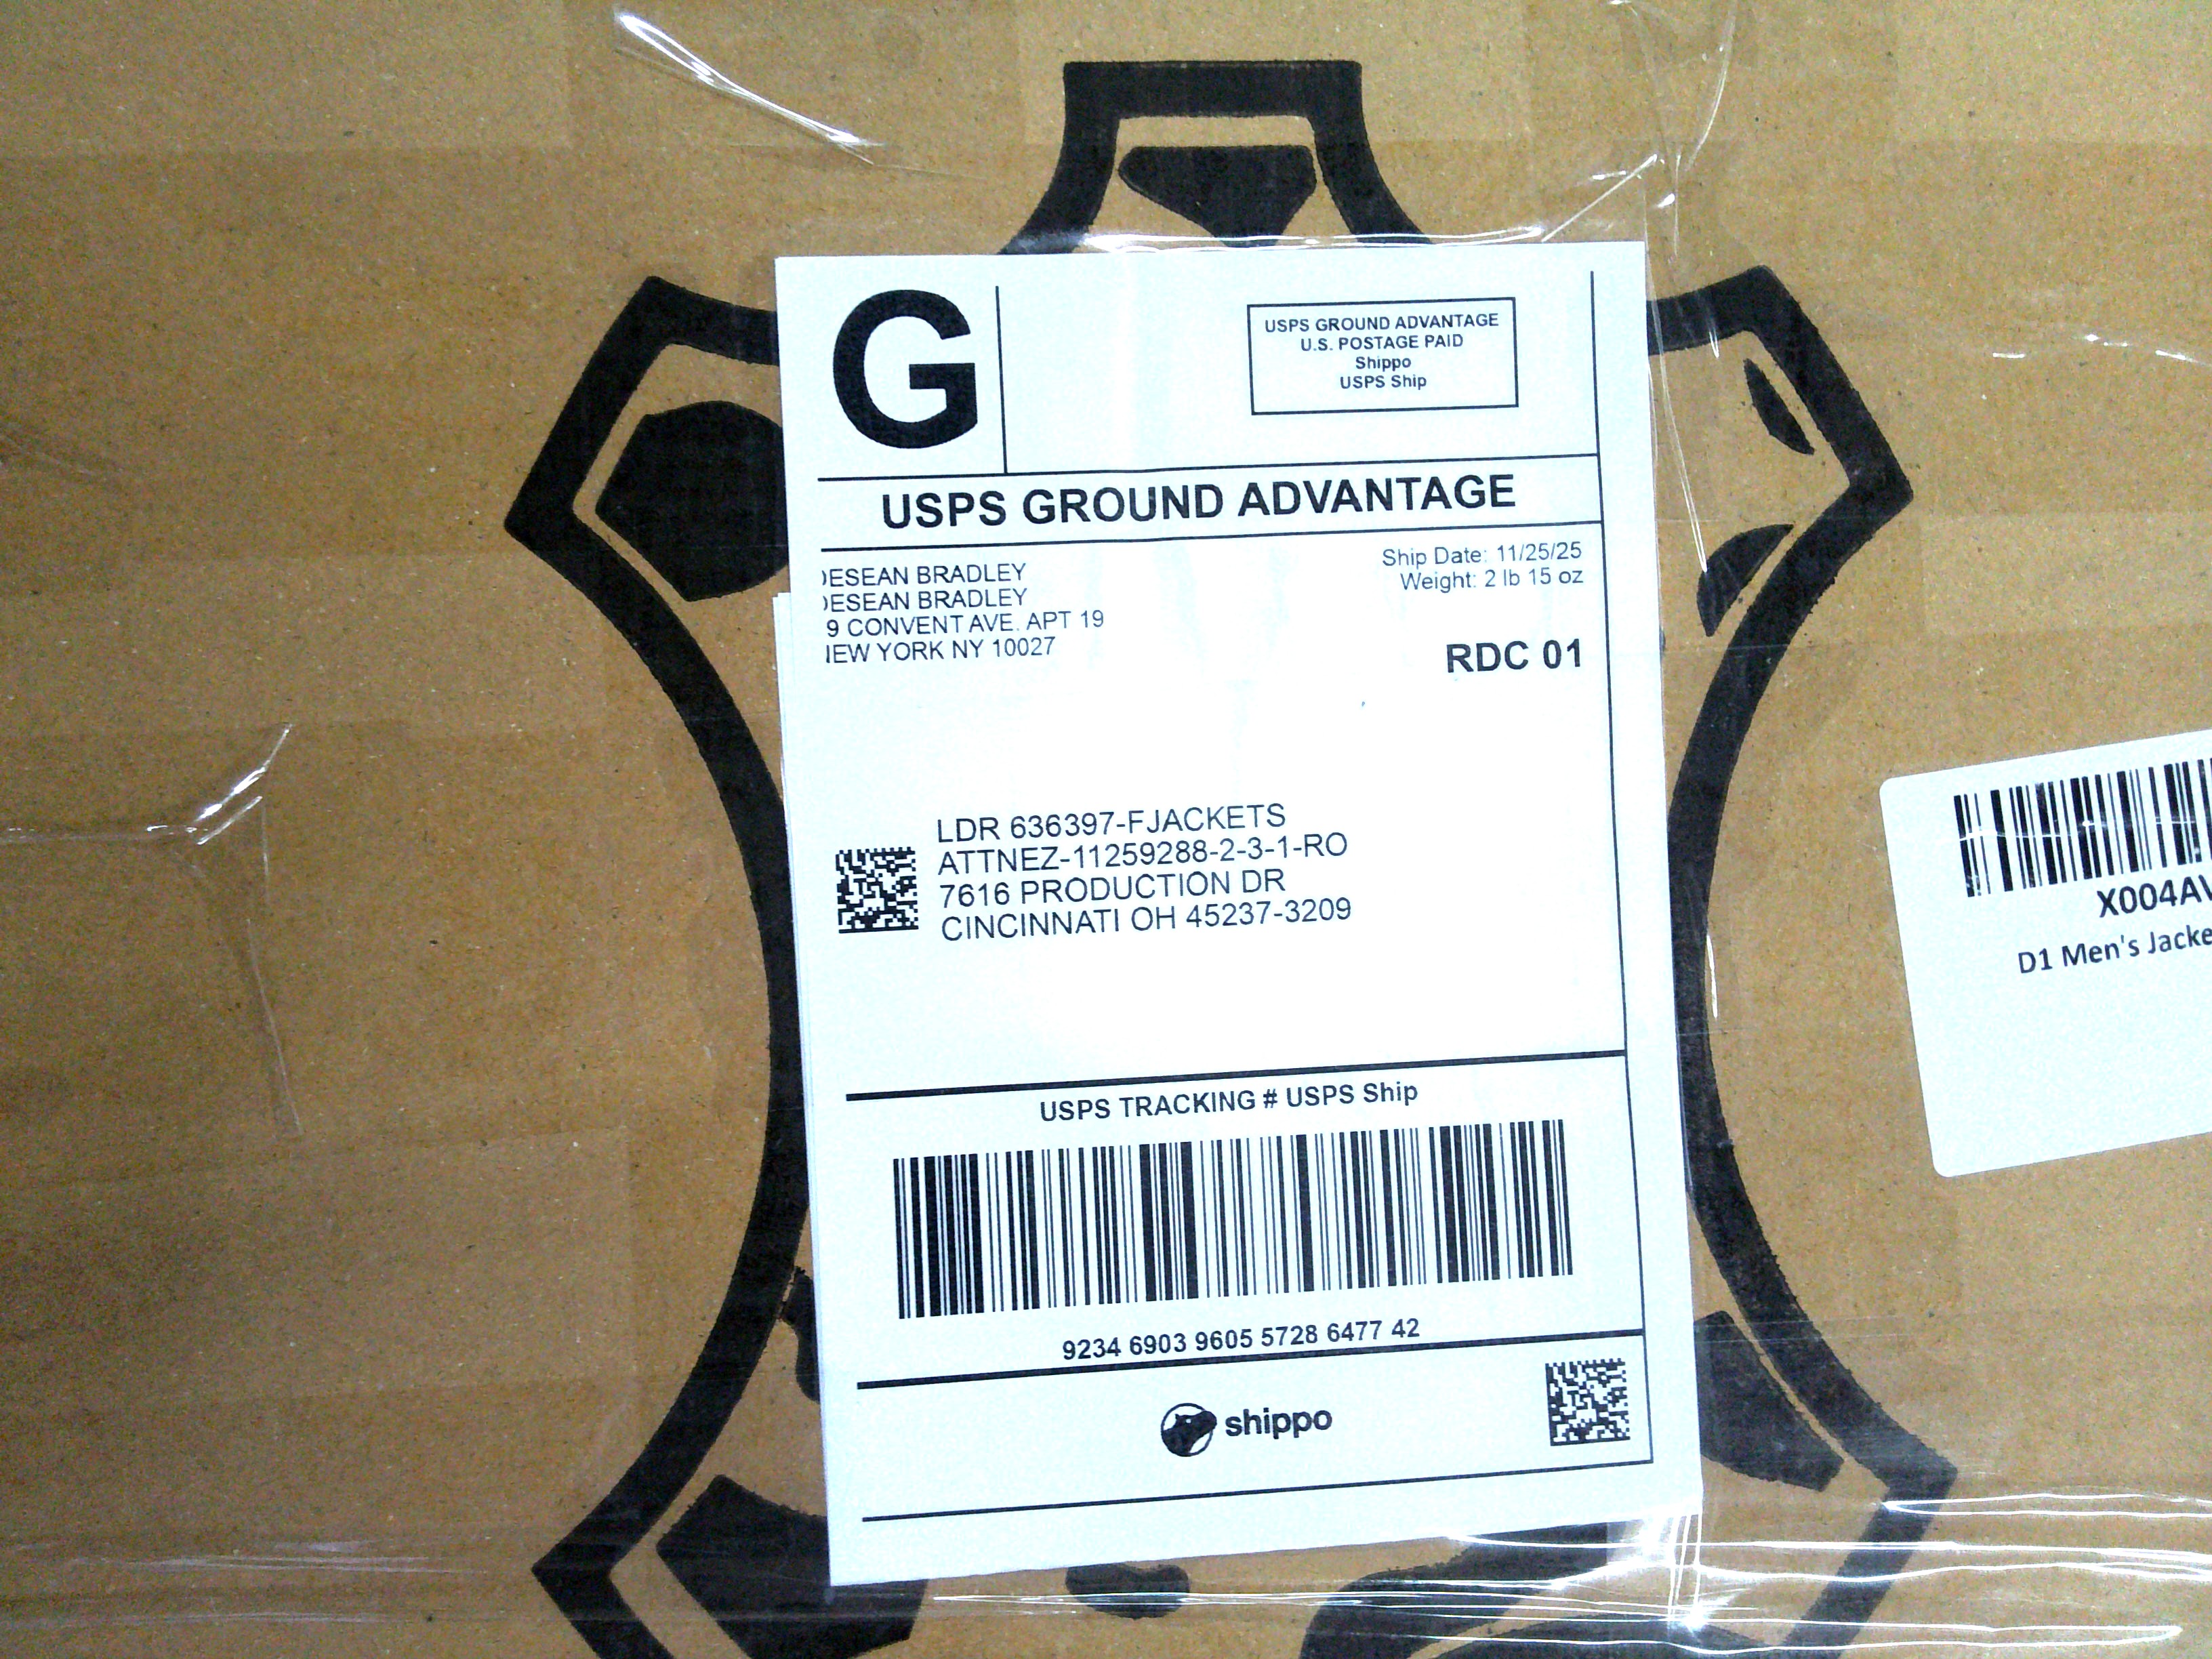 G
USPS GROUND ADVANTAGE
U.S. POSTAGE PAID
Shippo
USPS Ship
USPS GROUND ADVANTAGE
Ship Date: 11/25/25
Weight: 2 lb 15 oz
ESEAN BRADLEY
ESEAN BRADLEY
9 CONVENT AVE. APT 19
EW YORK NY 10027
RDC 01
LDR 636397-FJACKETS
ATTNEZ-11259288-2-3-1-RO
7616 PRODUCTION DR
CINCINNATI OH 45237-3209
USPS TRACKING # USPS Ship
9234 6903 9605 5728 6477 42
shippo
X004AV
D1 Men's Jacke